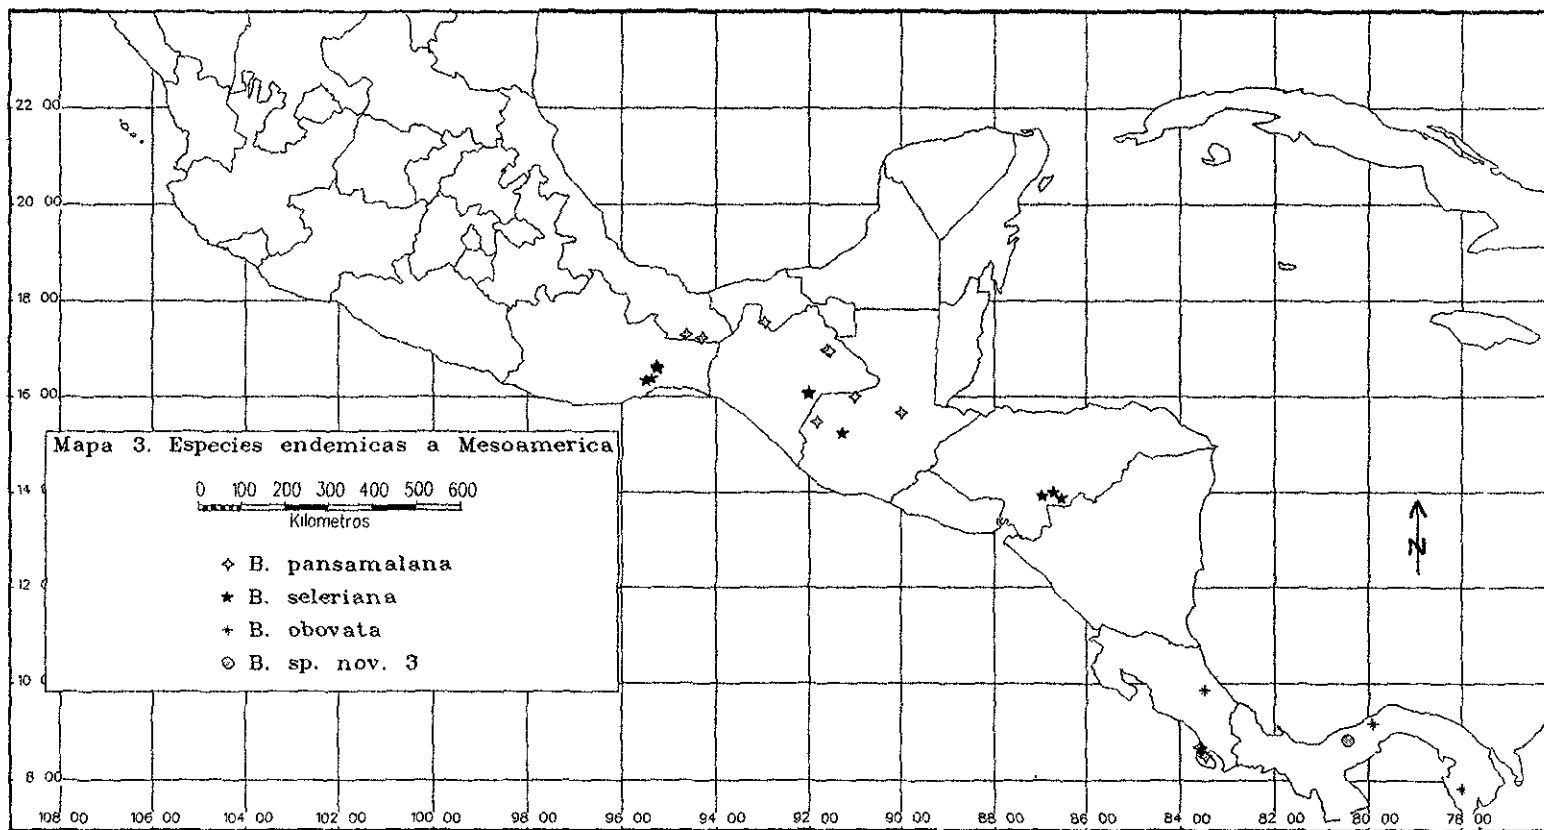 22 00
20 00
18 00
16 00
Mapa 3. Especies endemicas a Mesoamerica
14 0
0 100 200 300 400 500 600
Kilometros
N
B. pansamalana
12 0
B. seleriana
B. obovata
B. sp. nov. 3
10 0
8 00
108 00 106 00 104 00 102 00 100 00 98 00 96 00 94 00 92 00 90 00 88 00 86 00 84 00 82 00 80 00 78 00